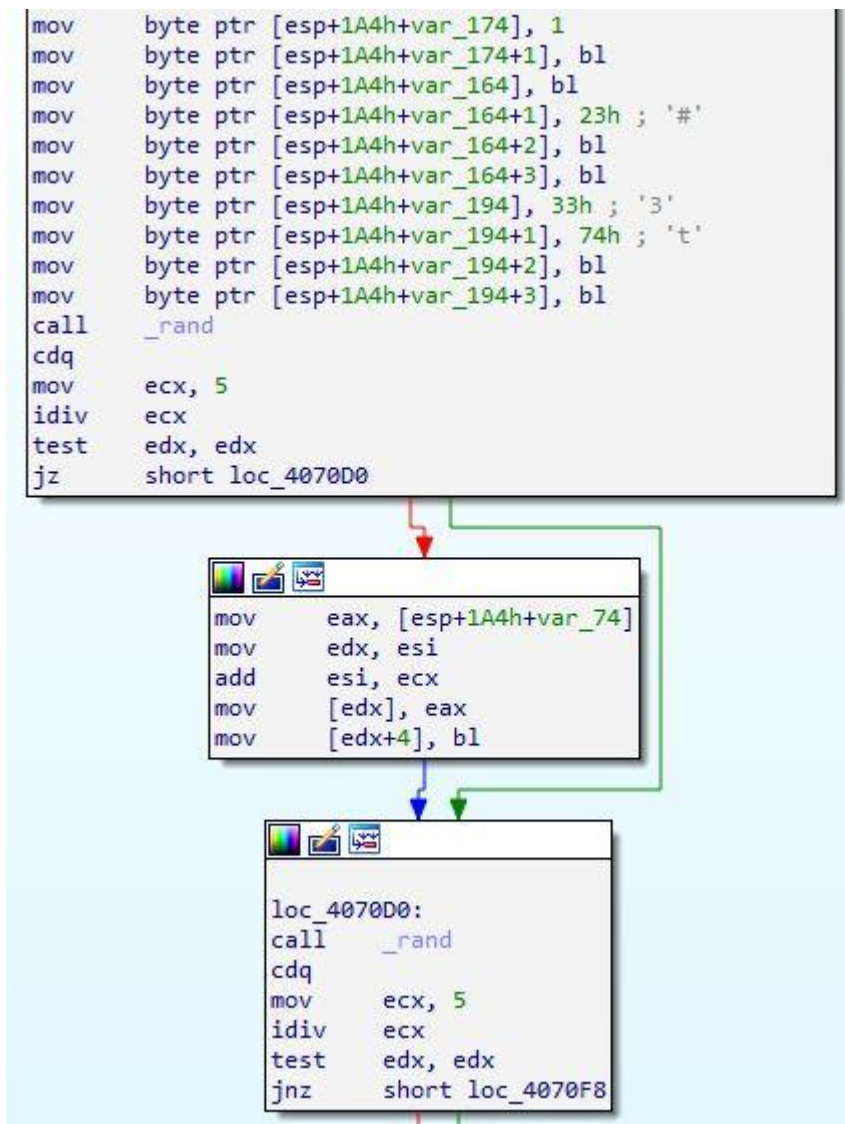 mov     byte ptr [esp+1A4h+var_174], 1
mov     byte ptr [esp+1A4h+var_174+1], bl
mov     byte ptr [esp+1A4h+var_164], bl
mov     byte ptr [esp+1A4h+var_164+1], 23h ; '#'
mov     byte ptr [esp+1A4h+var_164+2], bl
mov     byte ptr [esp+1A4h+var_164+3], bl
mov     byte ptr [esp+1A4h+var_194], 33h ; '3'
mov     byte ptr [esp+1A4h+var_194+1], 74h ; 't'
mov     byte ptr [esp+1A4h+var_194+2], bl
mov     byte ptr [esp+1A4h+var_194+3], bl
call    _rand
cdq
mov     ecx, 5
idiv    ecx
test    edx, edx
jz      short loc_4070D0
mov     eax, [esp+1A4h+var_74]
mov     edx, esi
add     esi, ecx
mov     [edx], eax
mov     [edx+4], bl
loc_4070D0:
call    _rand
cdq
mov     ecx, 5
idiv    ecx
test    edx, edx
jnz     short loc_4070F8